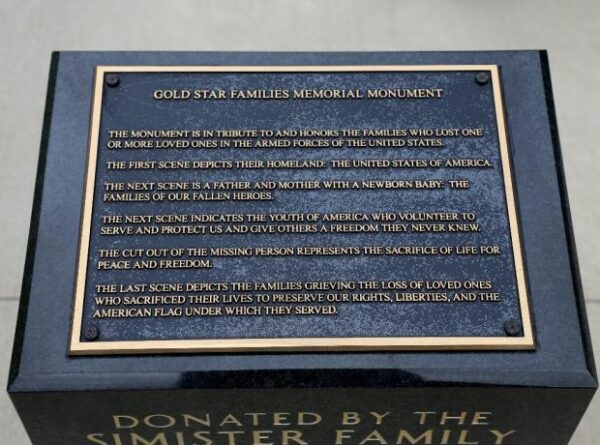 GOLD STAR FAMILIES MEMORIAL MONUMENT
THE MONUMENT IS IN TRIBUTE TO AND HONORS THE FAMILIES WHO LOST ONE
OR MORE LOVED ONES IN THE ARMED FORCES OF THE UNITED STATES.
THE FIRST SCENE DEPICTS THEIR HOMELAND: THE UNITED STATES OF AMERICA.
THE NEXT SCENE IS A FATHER AND MOTHER WITH A NEWBORN BABY: THE
FAMILIES OF OUR FALLEN HEROES.
THE NEXT SCENE INDICATES THE YOUTH OF AMERICA WHO VOLUNTEER TO
SERVE AND PROTECT US AND GIVE OTHERS A FREEDOM THEY NEVER KNEW.
THE CUT OUT OF THE MISSING PERSON REPRESENTS THE SACRIFICE OF LIFE FOR
PEACE AND FREEDOM.
THE LAST SCENE DEPICTS THE FAMILIES GRIEVING THE LOSS OF LOVED ONES
WHO SACRIFICED THEIR LIVES TO PRESERVE OUR RIGHTS, LIBERTIES, AND THE
AMERICAN FLAG UNDER WHICH THEY SERVED.
DONATED BY THE
SIMISTER FAMILY